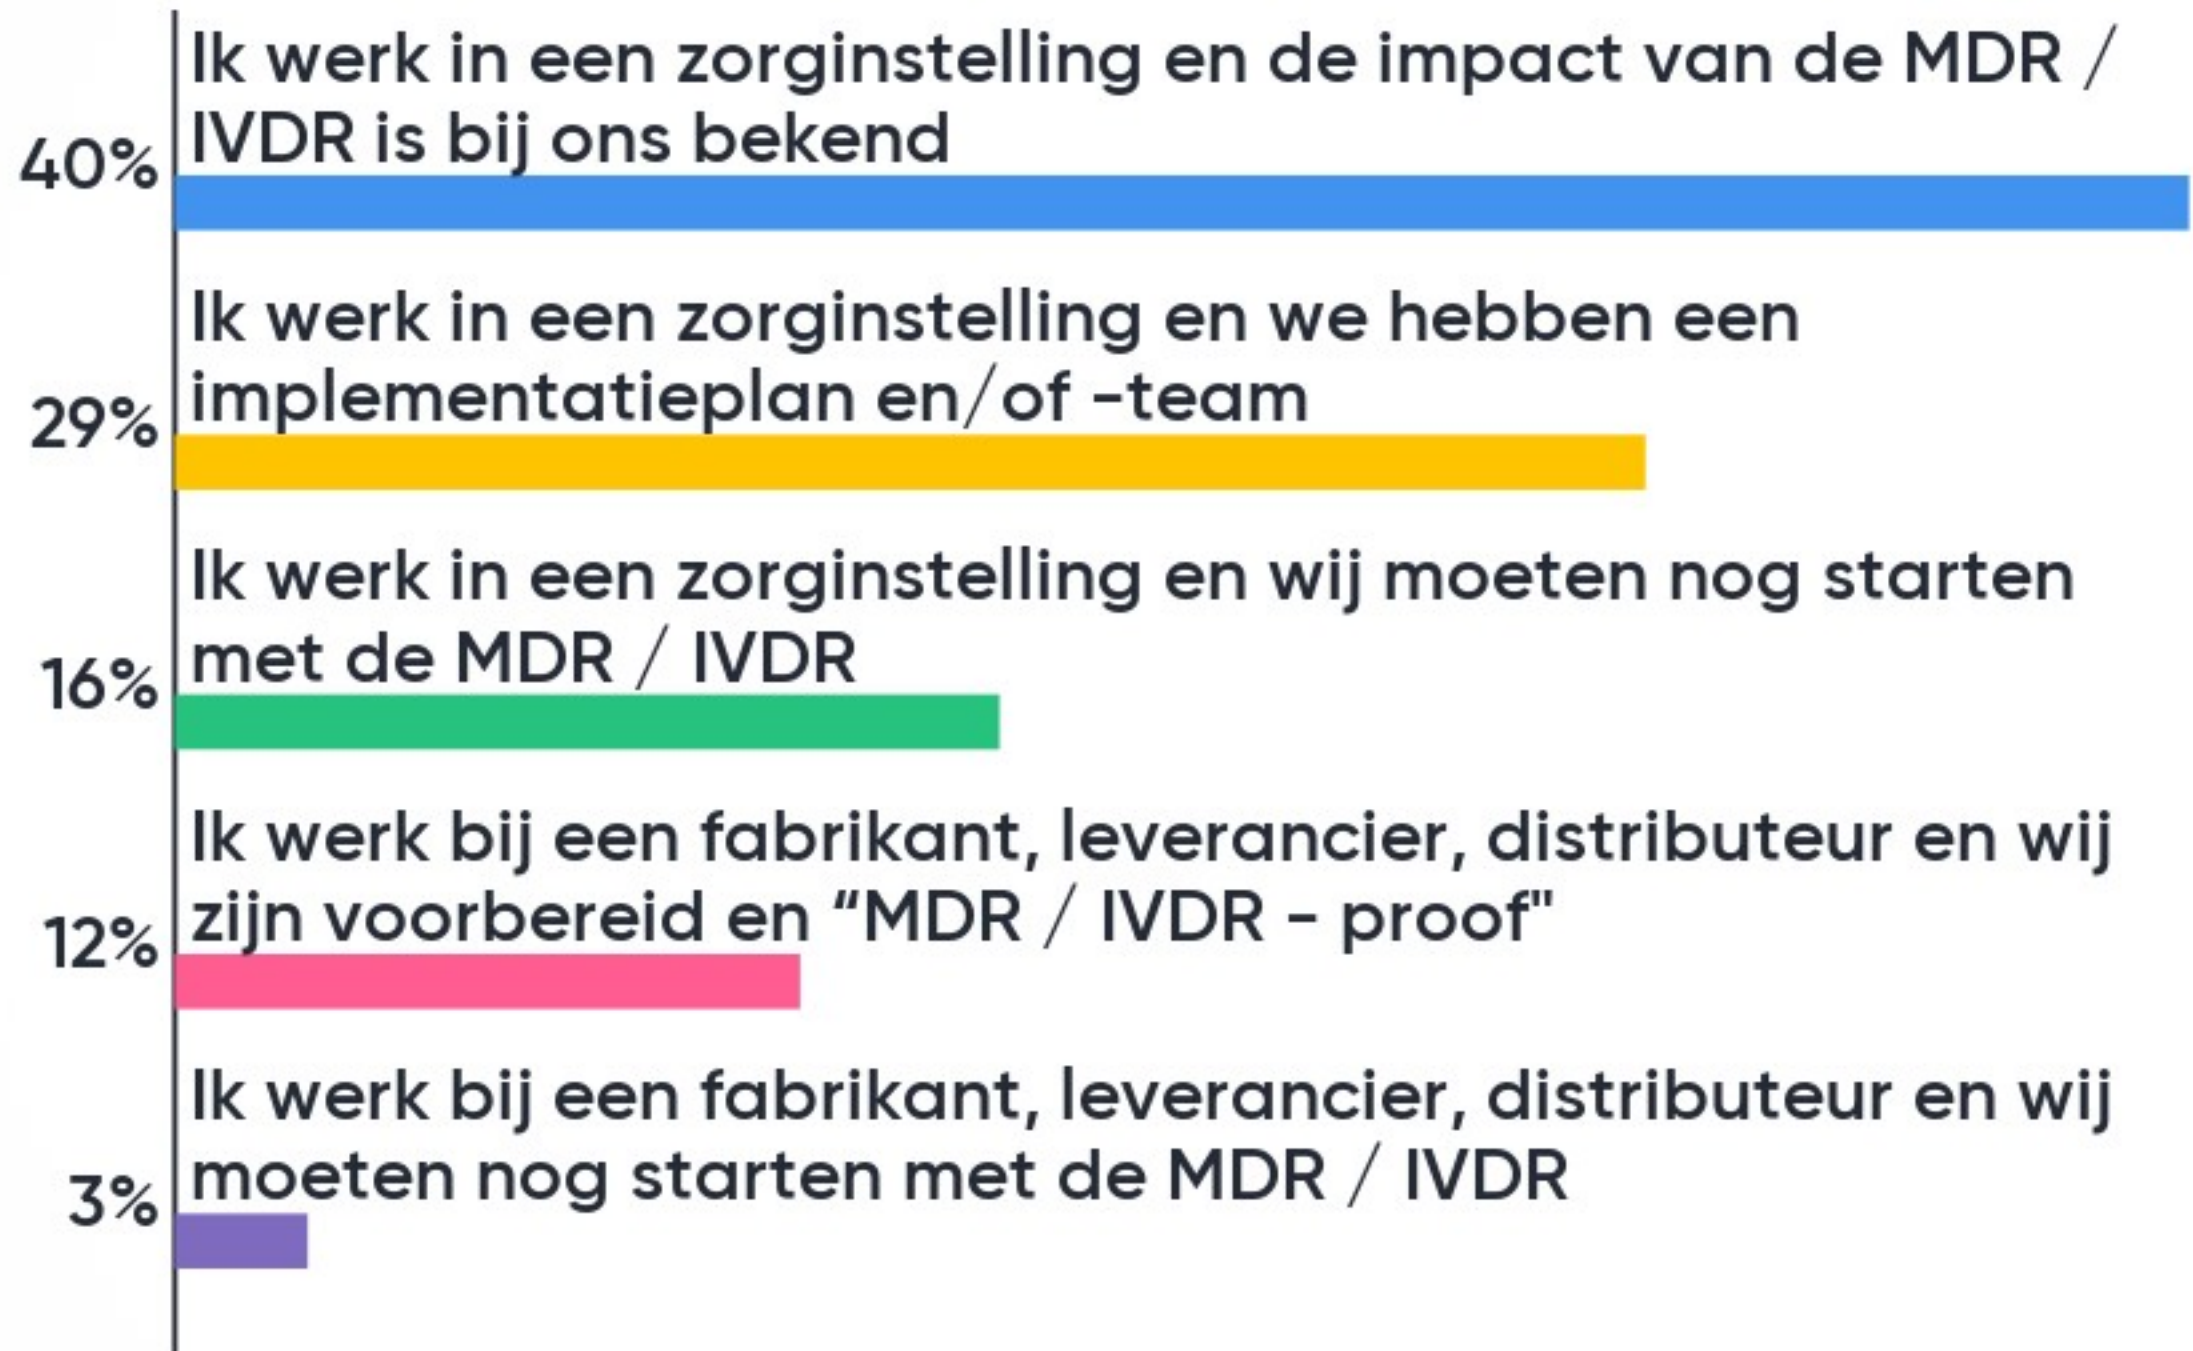 Ik werk in een zorginstelling en de impact van de MDR /
IVDR is bij ons bekend
40%
Ik werk in een zorginstelling en we hebben een
implementatieplan en/of -team
29%
Ik werk in een zorginstelling en wij moeten nog starten
met de MDR / IVDR
16%
Ik werk bij een fabrikant, leverancier, distributeur en wij
zijn voorbereid en “MDR / IVDR - proof"
12%
Ik werk bij een fabrikant, leverancier, distributeur en wij
moeten nog starten met de MDR / IVDR
3%